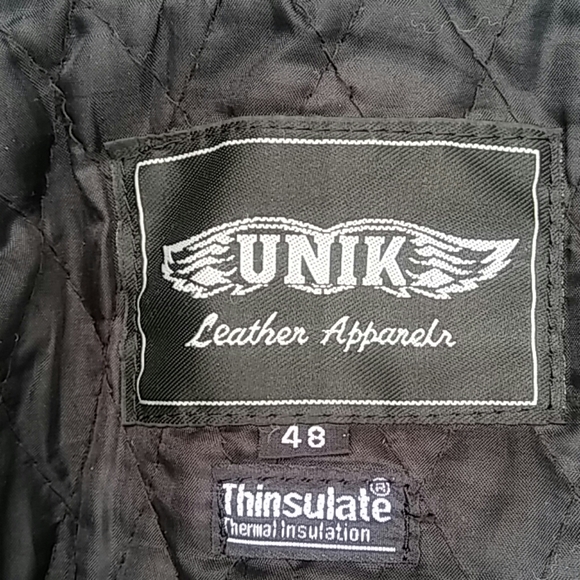 UNIK
Leather Apparelr
48
Thinsulate®
Thermal Insulation